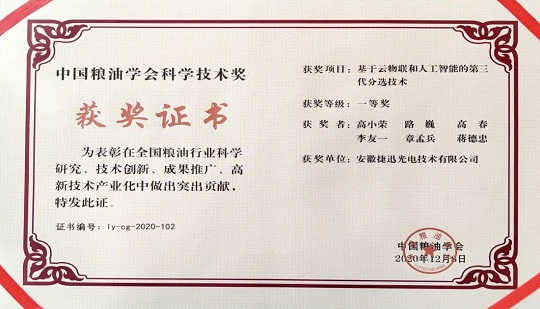 中国粮油学会科学技术奖
获奖证书
为表彰在全国粮油行业科学
研究、技术创新、成果推广、高
新技术产业化中做出突出贡献，
特发此证。
证书编号：ly-cg-2020-102
获奖项目：基于云物联和人工智能的第三
代分选技术
获奖等级：一等奖
获奖者：高小荣 路巍 高春
李友一 章孟兵 蒋德忠
获奖单位：安徽捷迅光电技术有限公司
中国粮油学会
2020年12月6日